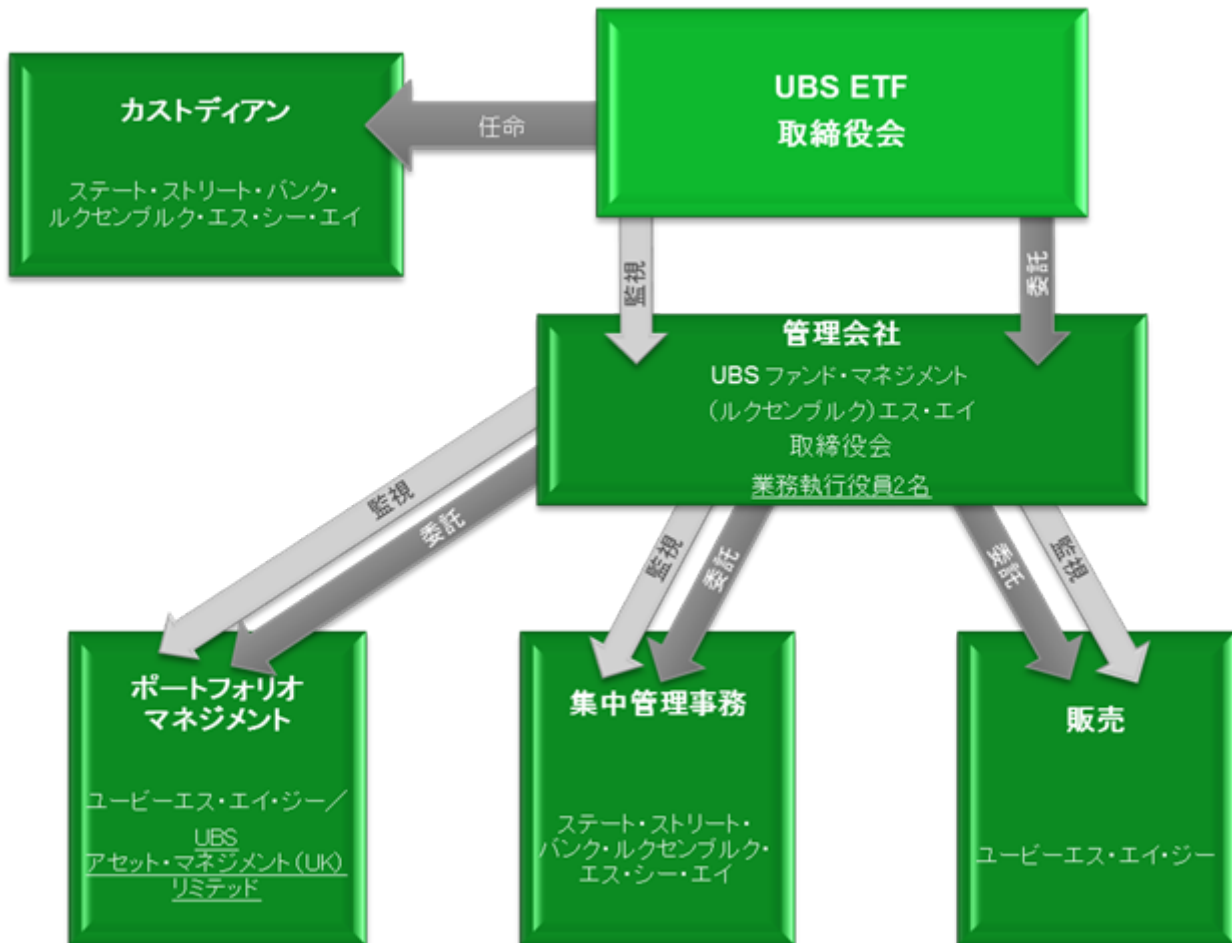 UBS ETF
取締役会
カストディアン
ステート・ストリート・バンク・
ルクセンブルク・エス・シー・エイ
任命
監視
委託
管理会社
UBS ファンド・マネジメント
(ルクセンブルク)エス・エイ
取締役会
業務執行役員2名
監視
委託
監視
委託
委託
監視
ポートフォリオ
マネジメント
ユービーエス・エイ・ジー/
UBS
アセット・マネジメント(UK)
リミテッド
集中管理事務
ステート・ストリート・
バンク・ルクセンブルク・
エス・シー・エイ
販売
ユービーエス・エイ・ジー